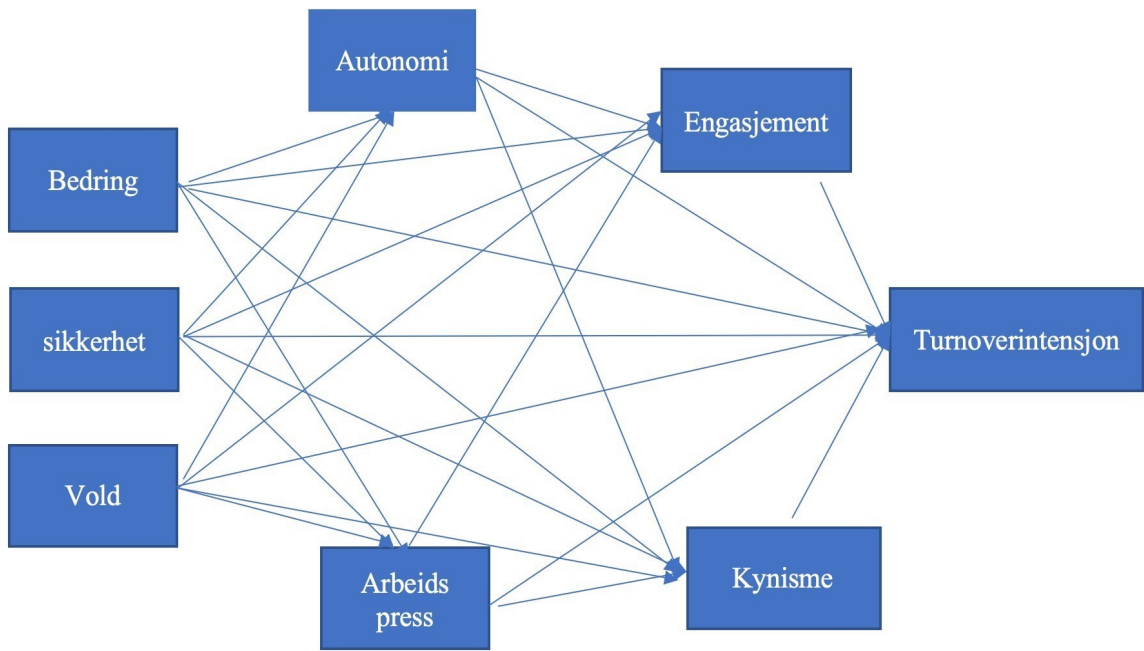 Autonomi
Engasjement
Bedring
sikkerhet
Turnoverintensjon
Vold
Arbeids
press
Kynisme